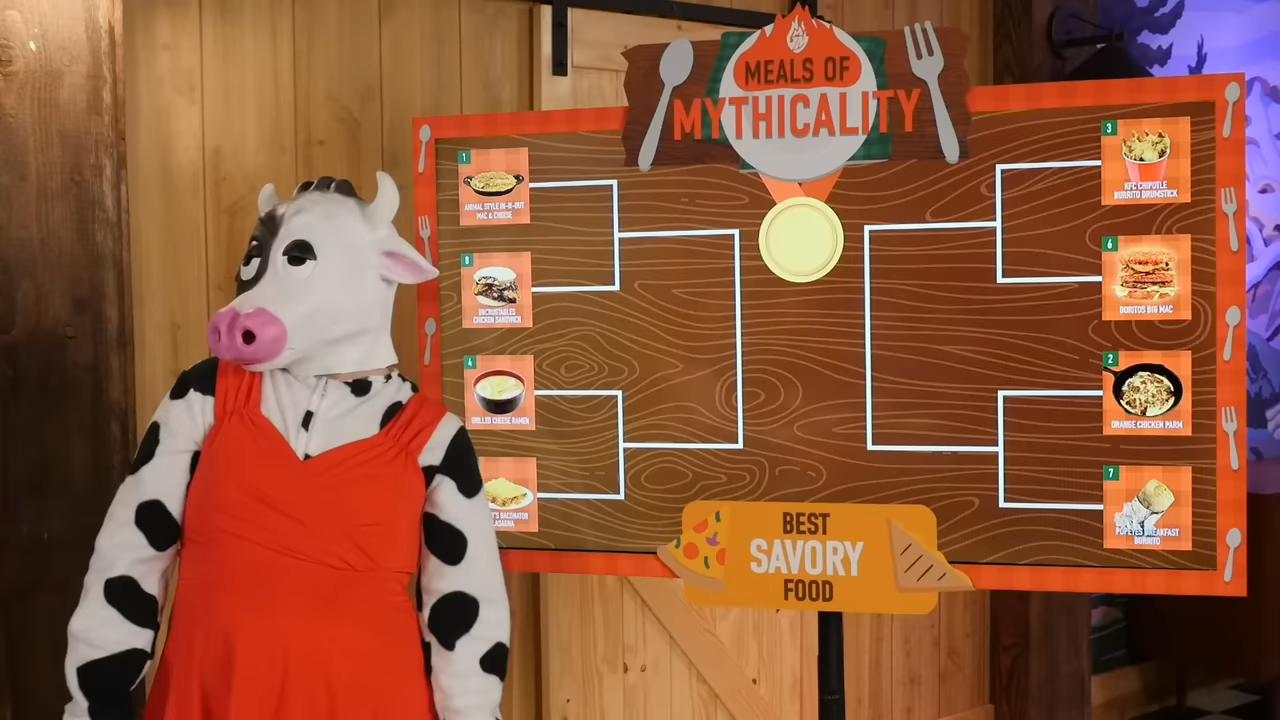 MEALS OF
MYTHICALITY
1
ANIMAL STYLE IN-N-OUT
MAC & CHEESE
8
UNCRUSTABLES
CHICKEN SANDWICH
4
GRILLED CHEESE RAMEN
'S BACONATOR
LASAGNA
3
KFC CHIPOTLE
BURRITO DRUMSTICK
6
DORITOS BIG MAC
2
ORANGE CHICKEN PARM
7
POPEYES BREAKFAST
BURRITO
BEST
SAVORY
FOOD